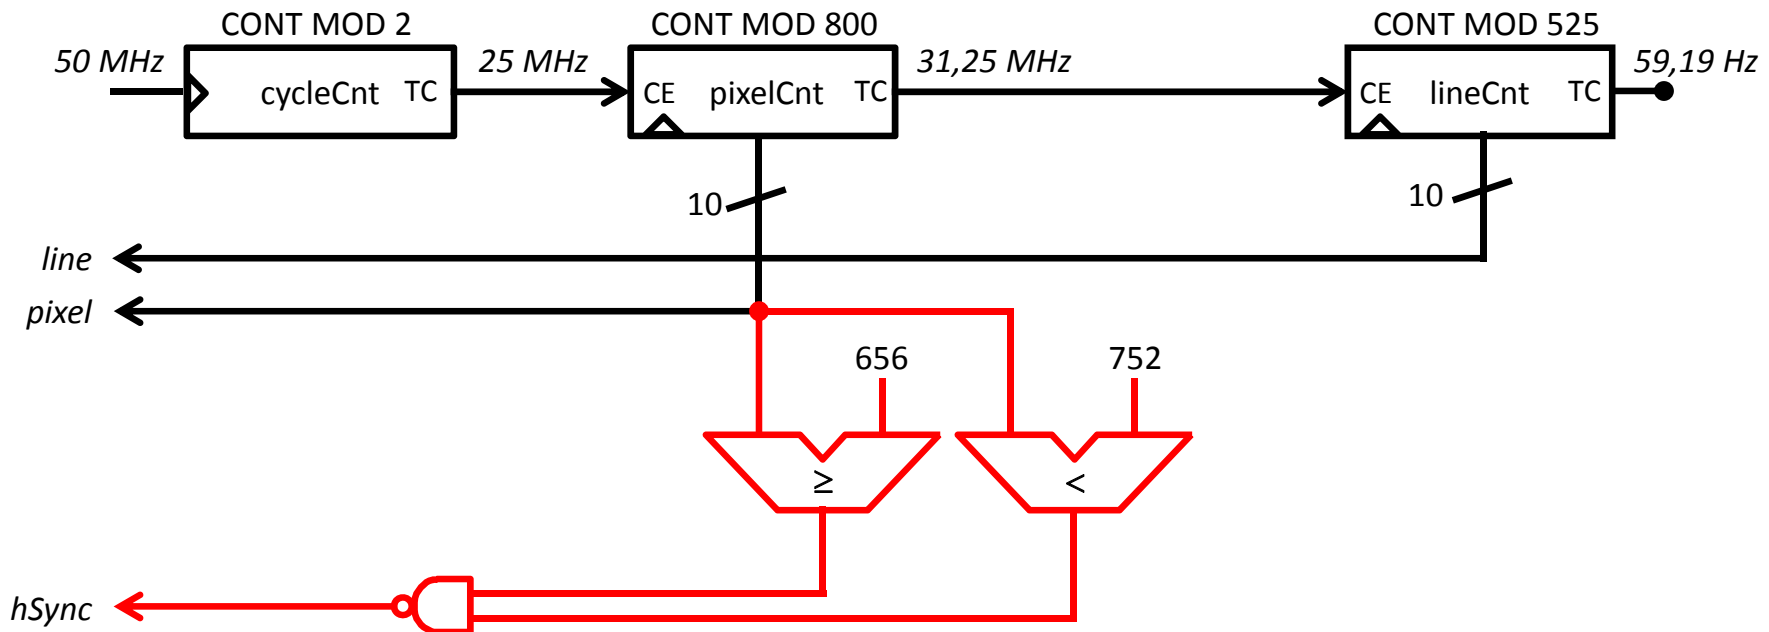 CONT MOD 2 CONT MOD 800 CONT MOD 525
50 MHz 25 MHz 31,25 MHz 59,19 Hz
cycleCnt TC CE pixelCnt TC CE lineCnt TC
10 10
line
pixel
656 752
≥ <
hSync